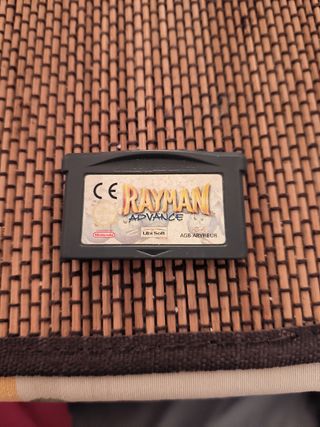 CE
RAYMAN
ADVANCE
Nintendo
Ubi Soft
AGB-ARYP-EUR